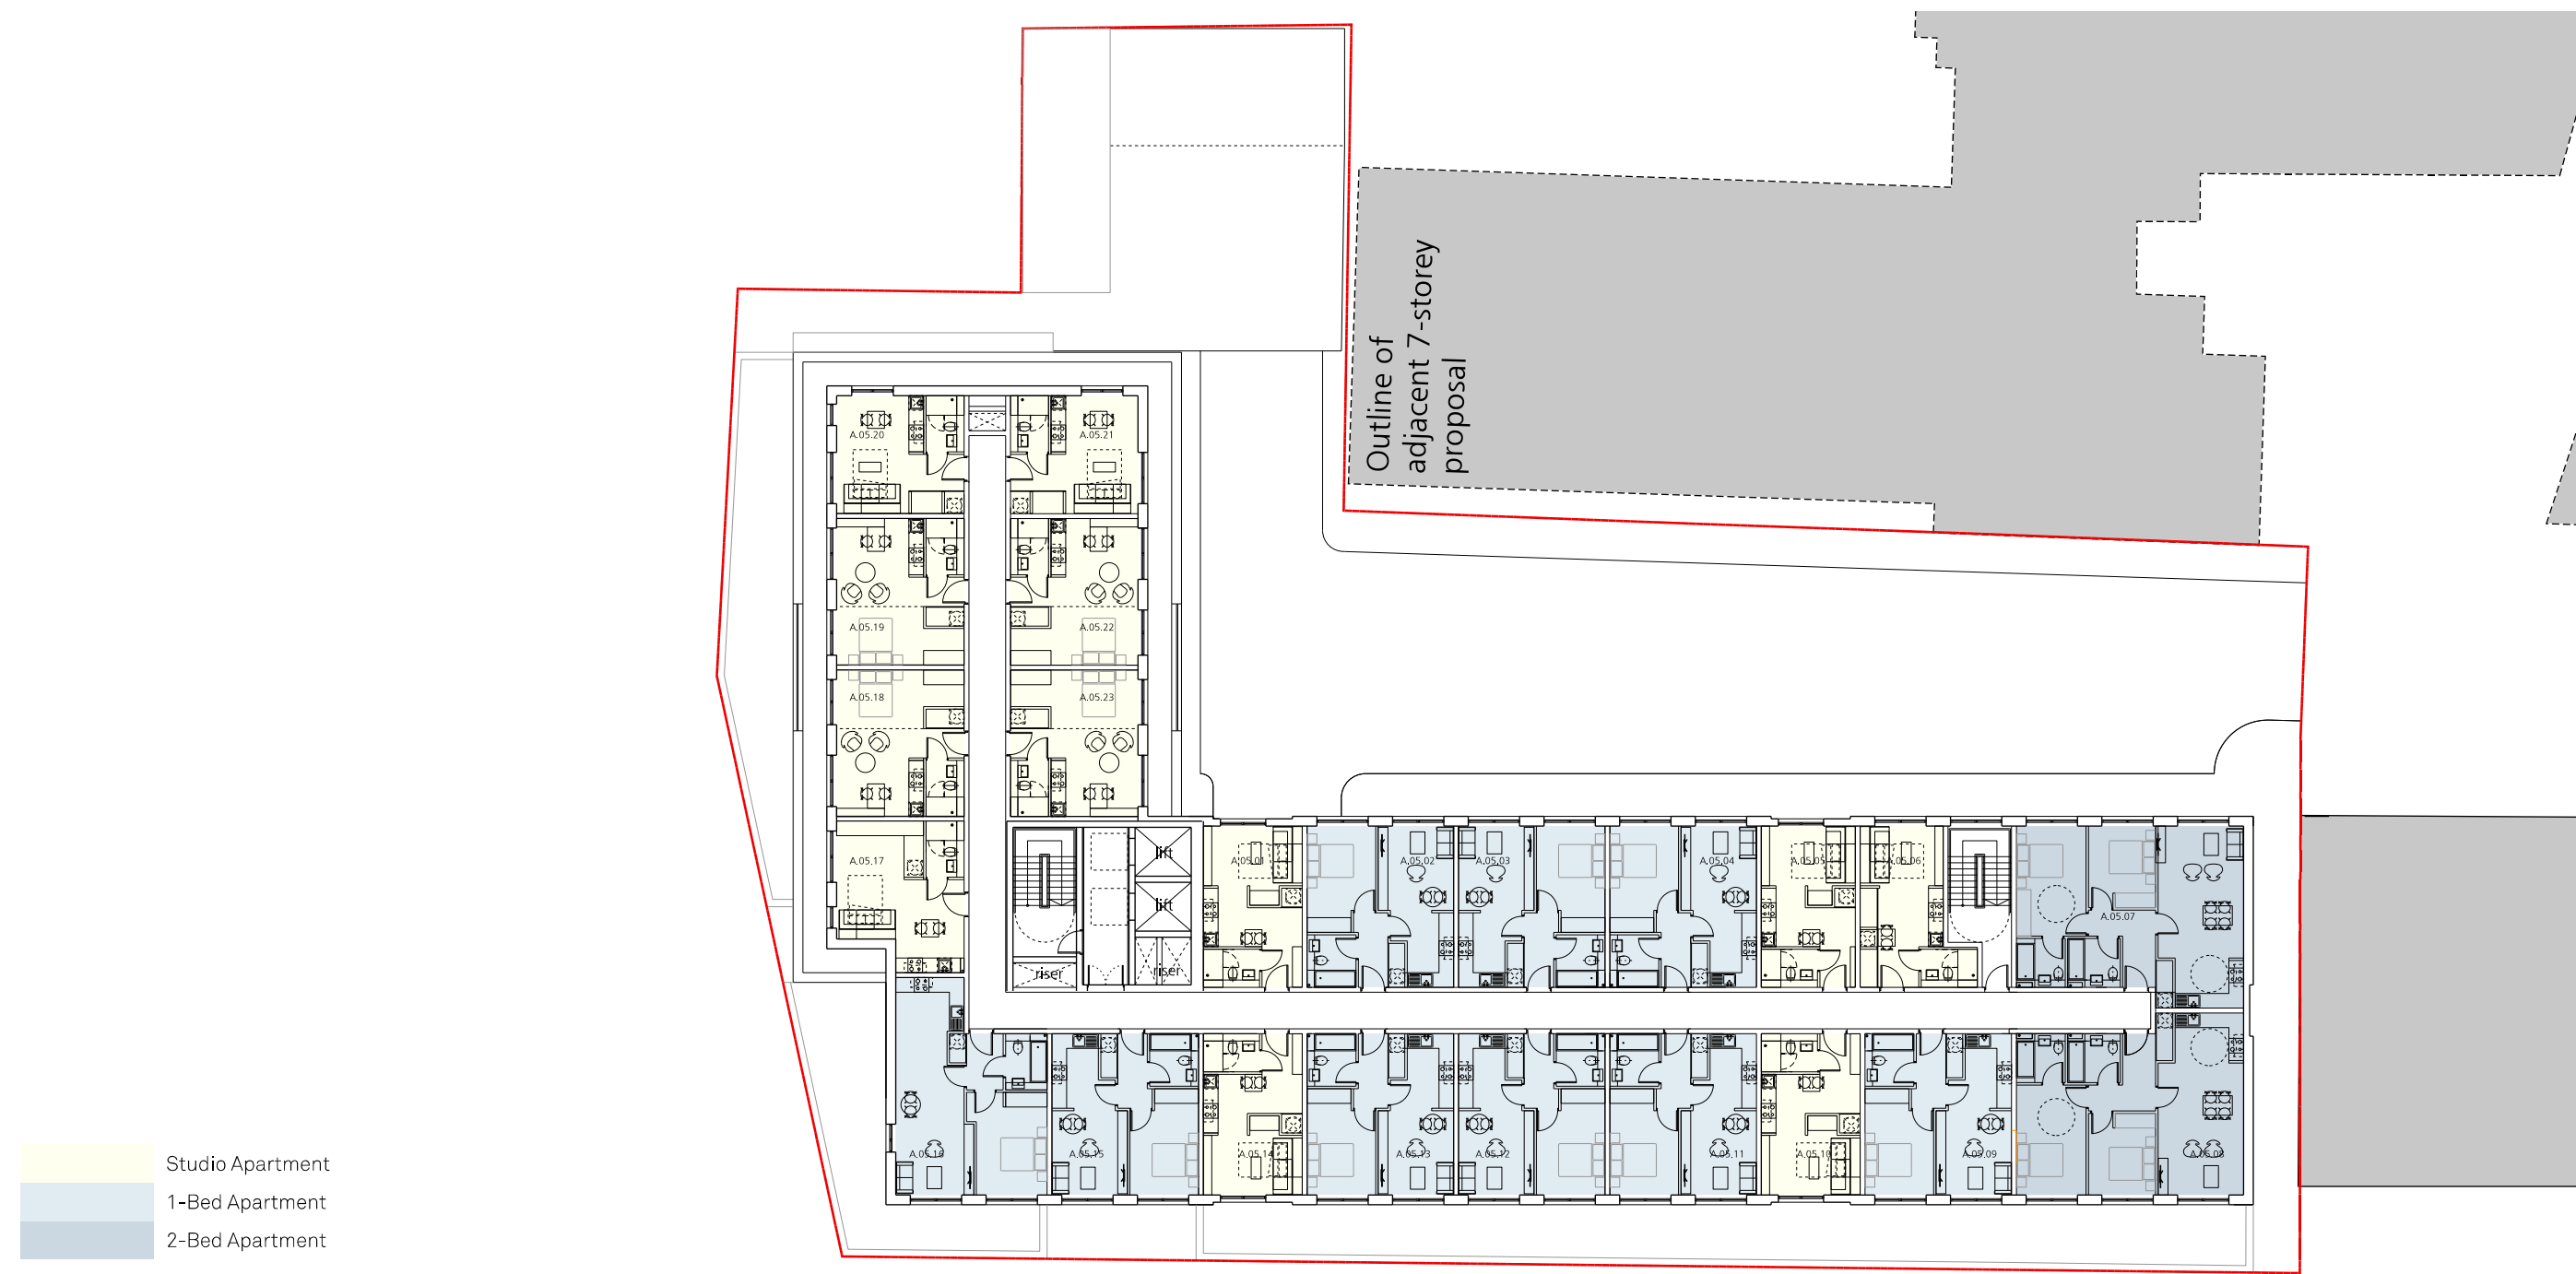 Outline of
adjacent 7-storey
proposal
A.05.20
A.05.21
A.05.19
A.05.22
A.05.18
A.05.23
A.05.17
lift
lift
riser
riser
A.05.01
A.05.02
A.05.03
A.05.04
A.05.05
A.05.06
A.05.07
A.05.16
A.05.15
A.05.14
A.05.13
A.05.12
A.05.11
A.05.10
A.05.09
A.05.08
Studio Apartment
1-Bed Apartment
2-Bed Apartment